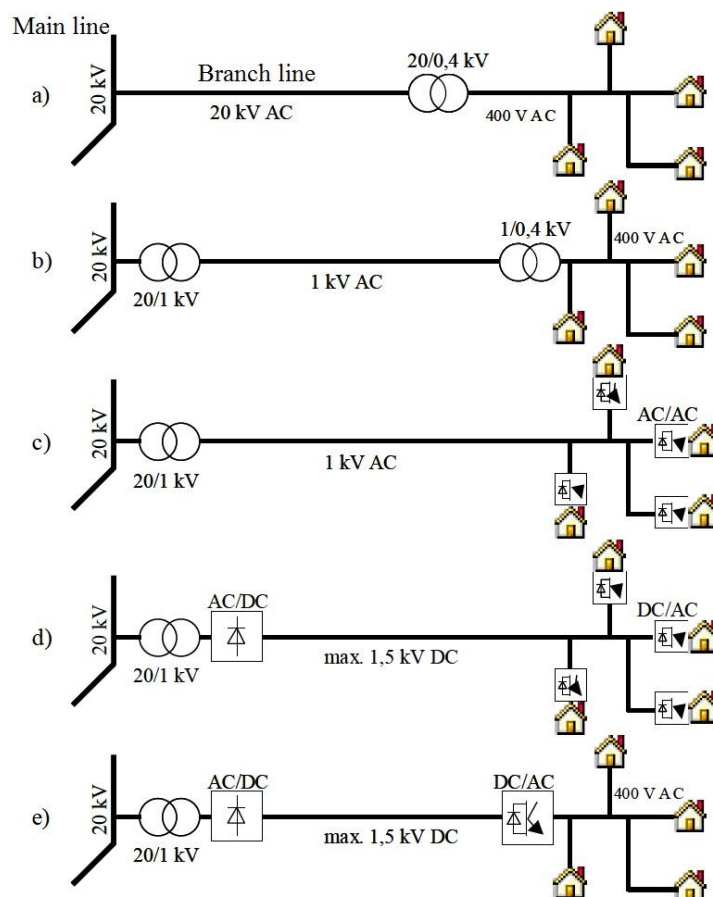 Main line
20 kV
a)
Branch line
20 kV AC
20/0,4 kV
400 V AC
20 kV
b)
20/1 kV
1 kV AC
1/0,4 kV
400 V AC
20 kV
c)
20/1 kV
1 kV AC
AC/AC
20 kV
d)
20/1 kV
AC/DC
max. 1,5 kV DC
DC/AC
20 kV
e)
20/1 kV
AC/DC
max. 1,5 kV DC
DC/AC
400 V AC